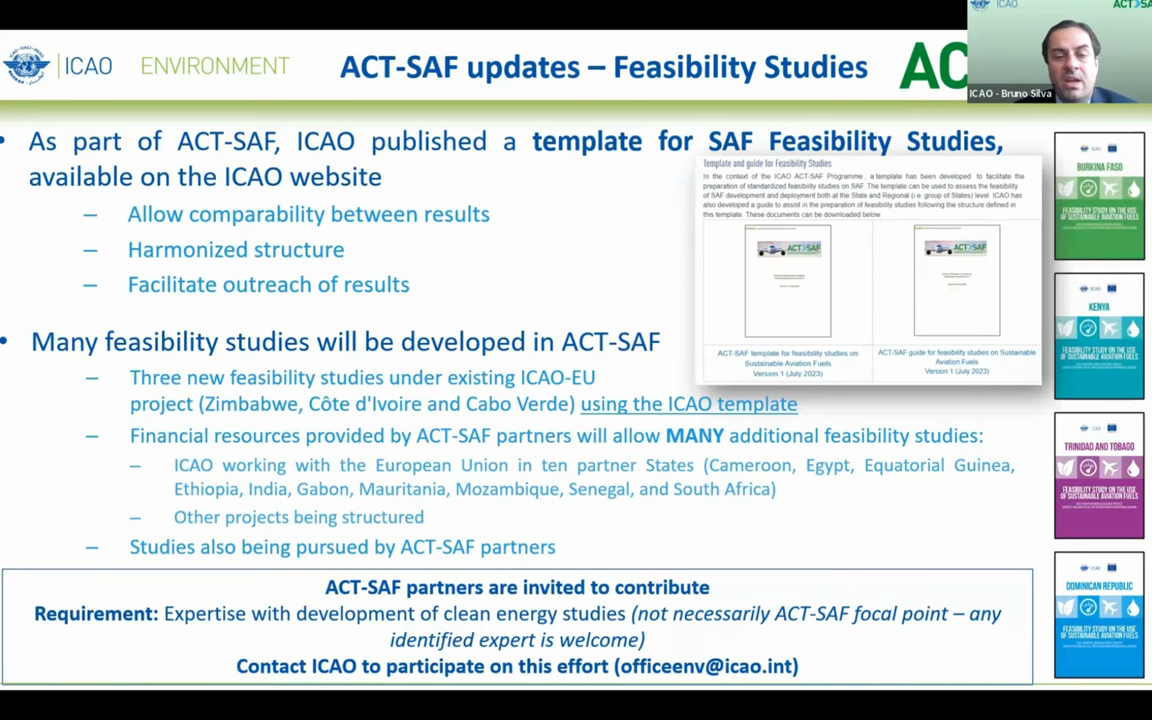 ICAO
ACT>SA
ICAO - Bruno Silva
ICAO
ENVIRONMENT
ACT-SAF updates – Feasibility Studies
AC
• As part of ACT-SAF, ICAO published a template for SAF Feasibility Studies,
available on the ICAO website
– Allow comparability between results
– Harmonized structure
– Facilitate outreach of results
Template and guide for Feasibility Studies
In the context of the ICAO ACT-SAF Programme, a template has been developed to facilitate the
preparation of standardized feasibility studies on SAF. The template can be used to assess the feasibility
of SAF development and deployment both at the State and Regional (i.e. group of States) level. ICAO has
also developed a guide to assist in the preparation of feasibility studies following the structure defined in
this template. These documents can be downloaded below
ACT>SAF
ACT>SAF
ACT-SAF template for feasibility studies on
Sustainable Aviation Fuels
Version 1 (July 2023)
ACT-SAF guide for feasibility studies on Sustainable
Aviation Fuels
Version 1 (July 2023)
• Many feasibility studies will be developed in ACT-SAF
– Three new feasibility studies under existing ICAO-EU
project (Zimbabwe, Côte d'Ivoire and Cabo Verde) using the ICAO template
– Financial resources provided by ACT-SAF partners will allow MANY additional feasibility studies:
– ICAO working with the European Union in ten partner States (Cameroon, Egypt, Equatorial Guinea,
Ethiopia, India, Gabon, Mauritania, Mozambique, Senegal, and South Africa)
– Other projects being structured
– Studies also being pursued by ACT-SAF partners
ACT-SAF partners are invited to contribute
Requirement: Expertise with development of clean energy studies (not necessarily ACT-SAF focal point – any
identified expert is welcome)
Contact ICAO to participate on this effort (officeenv@icao.int)
BURKINA FASO
FEASIBILITY STUDY ON THE USE
OF SUSTAINABLE AVIATION FUELS
KENYA
FEASIBILITY STUDY ON THE USE
OF SUSTAINABLE AVIATION FUELS
TRINIDAD AND TOBAGO
FEASIBILITY STUDY ON THE USE
OF SUSTAINABLE AVIATION FUELS
DOMINICAN REPUBLIC
FEASIBILITY STUDY ON THE USE
OF SUSTAINABLE AVIATION FUELS